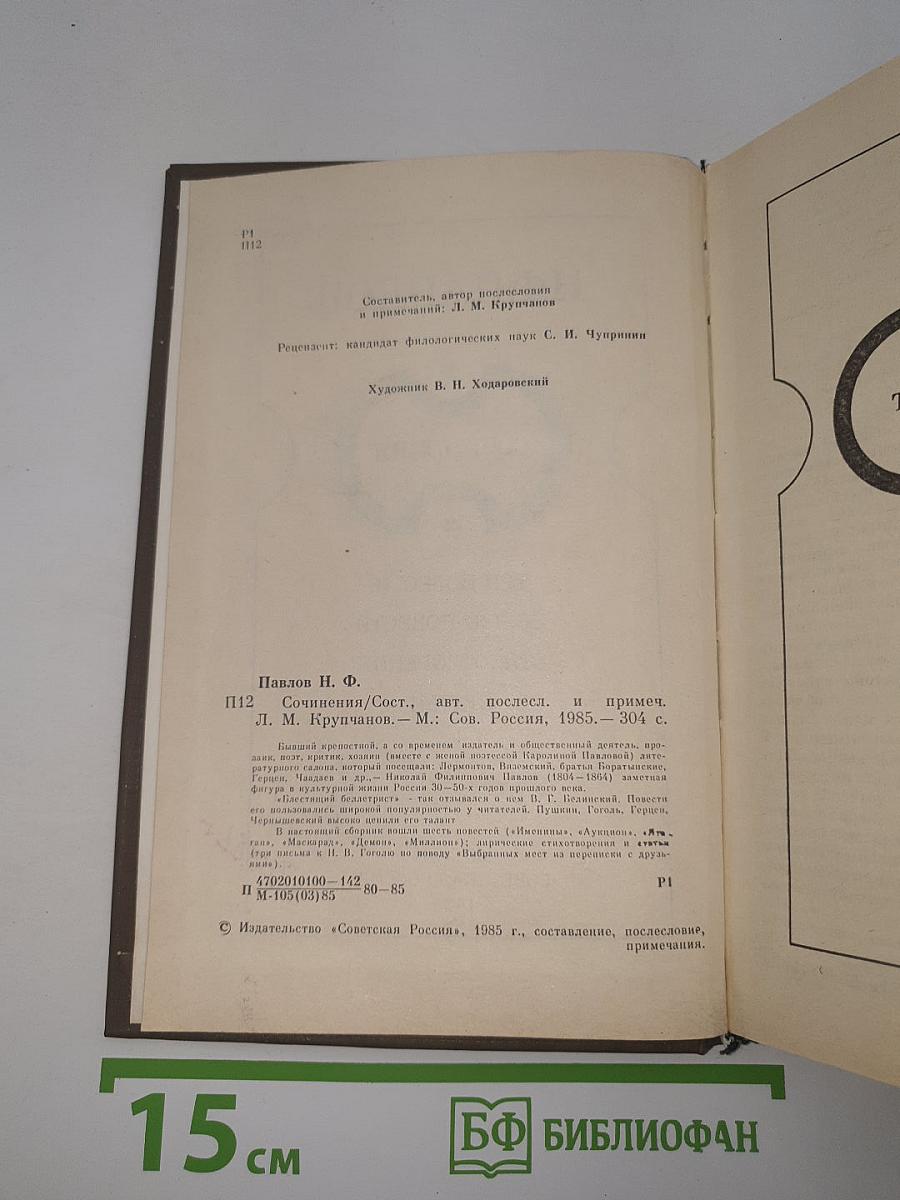 Р1
П12
Составитель, автор послесловия
и примечаний: Л. М. Крупчанов
Рецензент: кандидат филологических наук С. И. Чупринин
Художник В. Н. Ходаровский
Павлов Н. Ф.
П12 Сочинения/Сост., авт. послесл. и примеч.
Л. М. Крупчанов.— М.: Сов. Россия, 1985.— 304 с.
Бывший крепостной, а со временем издатель и общественный деятель, про-
заик, поэт, критик, хозяин (вместе с женой поэтессой Каролиной Павловой) лите-
ратурного салона, который посещали: Лермонтов, Вяземский, братья Боратынские,
Герцен, Чаадаев и др.,— Николай Филиппович Павлов (1804—1864) заметная
фигура в культурной жизни России 30—50-х годов прошлого века.
«Блестящий беллетрист» - так отзывался о нем В. Г. Белинский. Повести
его пользовались широкой популярностью у читателей. Пушкин, Гоголь, Герцен,
Чернышевский высоко ценили его талант
В настоящий сборник вошли шесть повестей («Именины», «Аукцион», «Ята-
ган», «Маскарад», «Демон», «Миллион»); лирические стихотворения и статьи
(три письма к Н. В. Гоголю по поводу «Выбранных мест из переписки с друзь-
ями»).
П 4702010100—142 80—85 Р1
М-105(03)85
© Издательство «Советская Россия», 1985 г., составление, послесловие,
примечания.
Т
15 см
БФ БИБЛИОФАН